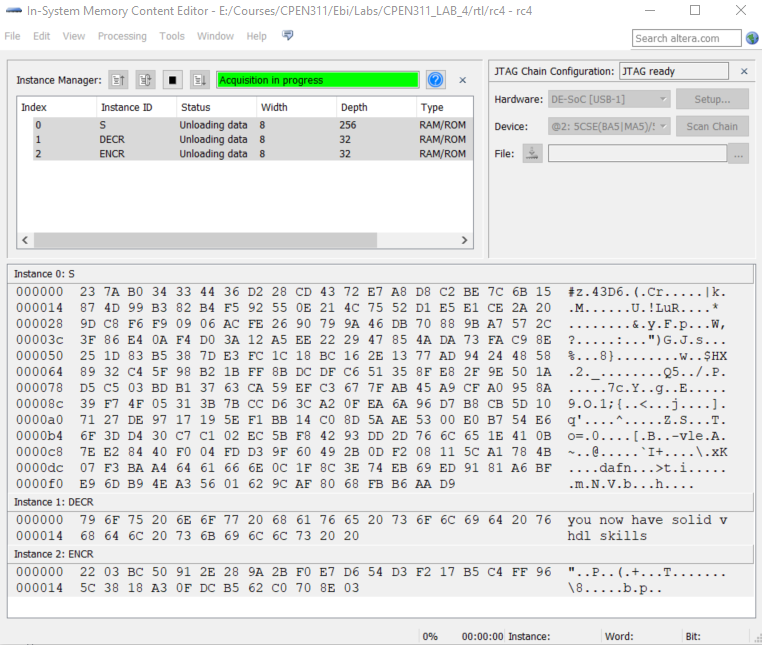 In-System Memory Content Editor - E:/Courses/CPEN311/Ebi/Labs/CPEN311_LAB_4/rtl/rc4 - rc4
File Edit View Processing Tools Window Help
Search altera.com
Instance Manager: Acquisition in progress
JTAG Chain Configuration: JTAG ready
Index Instance ID Status Width Depth Type
0 S Unloading data 8 256 RAM/ROM
1 DECR Unloading data 8 32 RAM/ROM
2 ENCR Unloading data 8 32 RAM/ROM
Hardware: DE-SoC [USB-1] Setup...
Device: @2: 5CSE(BA5|MA5)/5 Scan Chain
File: ...
Instance 0: S
000000 23 7A B0 34 33 44 36 D2 28 CD 43 72 E7 A8 D8 C2 BE 7C 6B 15 #z.43D6.(.Cr.....|k.
000014 87 4D 99 B3 82 B4 F5 92 55 0E 21 4C 75 52 D1 E5 E1 CE 2A 20 .M......U.!LuR....*
000028 9D C8 F6 F9 09 06 AC FE 26 90 79 9A 46 DB 70 88 9B A7 57 2C ........&.y.F.p...W,
00003c 3F 86 E4 0A F4 D0 3A 12 A5 EE 22 29 47 85 4A DA 73 FA C9 8E ?.....:...")G.J.s...
000050 25 1D 83 B5 38 7D E3 FC 1C 18 BC 16 2E 13 77 AD 94 24 48 58 %...8}........w..$HX
000064 89 32 C4 5F 98 B2 1B FF 8B DC DF C6 51 35 8F E8 2F 9E 50 1A .2._........Q5../.P.
000078 D5 C5 03 BD B1 37 63 CA 59 EF C3 67 7F AB 45 A9 CF A0 95 8A .....7c.Y..g..E.....
00008c 39 F7 4F 05 31 3B 7B CC D6 3C A2 0F EA 6A 96 D7 B8 CB 5D 10 9.O.1;{..<...j....].
0000a0 71 27 DE 97 17 19 5E F1 BB 14 C0 8D 5A AE 53 00 E0 B7 54 E6 q'....^.....Z.S...T.
0000b4 6F 3D D4 30 C7 C1 02 EC 5B F8 42 93 DD 2D 76 6C 65 1E 41 0B o=.0....[.B..-vle.A.
0000c8 7E E2 84 40 F0 04 FD D3 9F 60 49 2B 0D F2 08 11 5C A1 78 4B ~..@.....`I+....\.xK
0000dc 07 F3 BA A4 64 61 66 6E 0C 1F 8C 3E 74 EB 69 ED 91 81 A6 BF ....dafn...>t.i.....
0000f0 E9 6D B9 4E A3 56 01 62 9C AF 80 68 FB B6 AA D9 .m.N.V.b...h....
Instance 1: DECR
000000 79 6F 75 20 6E 6F 77 20 68 61 76 65 20 73 6F 6C 69 64 20 76 you now have solid v
000014 68 64 6C 20 73 6B 69 6C 6C 73 20 20 hdl skills
Instance 2: ENCR
000000 22 03 BC 50 91 2E 28 9A 2B F0 E7 D6 54 D3 F2 17 B5 C4 FF 96 "..P..(.+...T.......
000014 5C 38 18 A3 0F DC B5 62 C0 70 8E 03 \8.....b.p..
0% 00:00:00 Instance: Word: Bit: